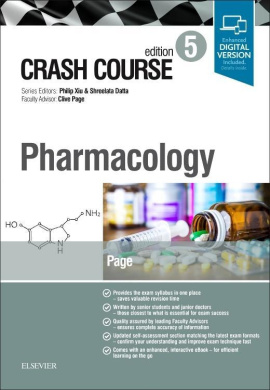 Enhanced
DIGITAL
VERSION
Included.
edition 5
CRASH COURSE
Series Editors: Philip Xiu & Shreelata Datta
Faculty Advisor: Clive Page
Pharmacology
NH₂
HO
N
H
Page
Provides the exam syllabus in one place
– saves valuable revision time
Written by senior students and junior doctors
– those closest to what is essential for exam success
Quality assured by leading Faculty Advisors
– ensures complete accuracy of information
Updated self-assessment section matching the latest exam formats
– confirm your understanding and improve exam technique fast
Comes with an enhanced, interactive eBook – for efficient
learning on the go
ELSEVIER